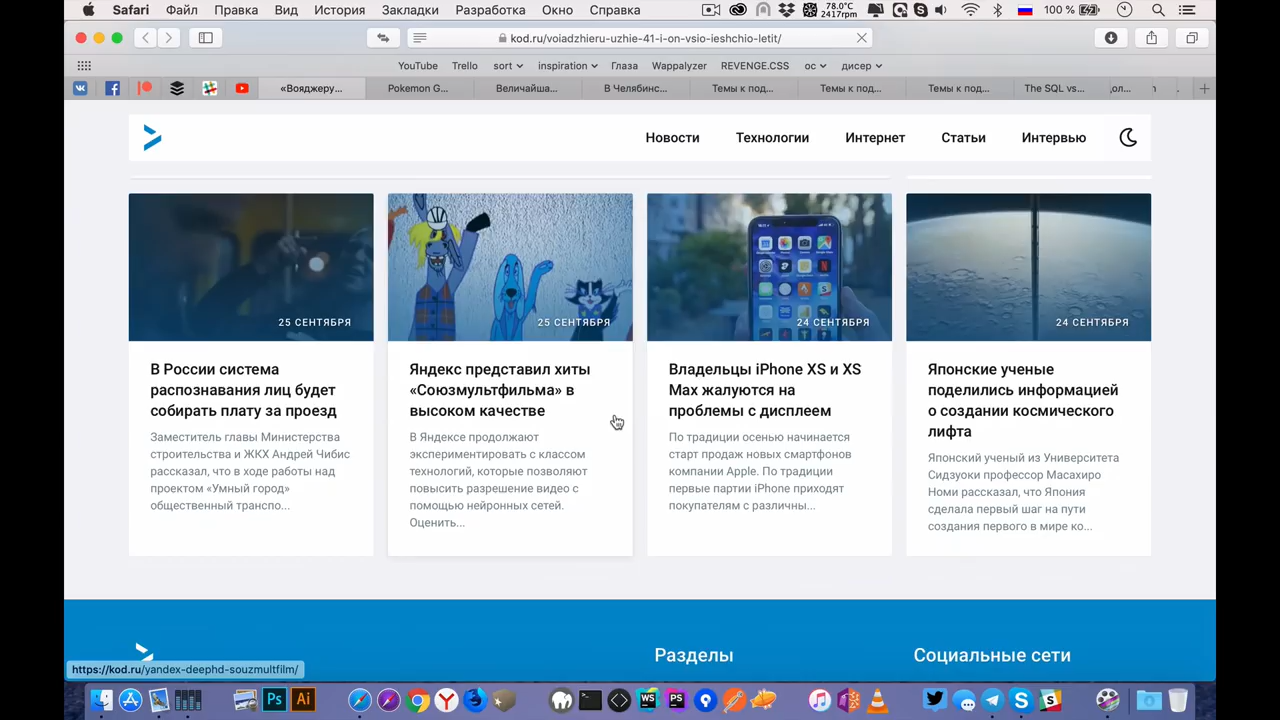 Safari Файл Правка Вид История Закладки Разработка Окно Справка 78.0°C 2417rpm 100 %
kod.ru/voiadzhieru-uzhie-41-i-on-vsio-ieshchio-letit/
YouTube Trello sort inspiration Глаза Wappalyzer REVENGE.CSS ос дисер
«Вояджеру... Pokemon G... Величайша... В Челябинс... Темы к под... Темы к под... Темы к под... The SQL vs...
Новости Технологии Интернет Статьи Интервью
25 СЕНТЯБРЯ
В России система
распознавания лиц будет
собирать плату за проезд
Заместитель главы Министерства
строительства и ЖКХ Андрей Чибис
рассказал, что в ходе работы над
проектом «Умный город»
общественный транспо...
25 СЕНТЯБРЯ
Яндекс представил хиты
«Союзмультфильма» в
высоком качестве
В Яндексе продолжают
экспериментировать с классом
технологий, которые позволяют
повысить разрешение видео с
помощью нейронных сетей.
Оценить...
24 СЕНТЯБРЯ
Владельцы iPhone XS и XS
Max жалуются на
проблемы с дисплеем
По традиции осенью начинается
старт продаж новых смартфонов
компании Apple. По традиции
первые партии iPhone приходят
покупателям с различны...
24 СЕНТЯБРЯ
Японские ученые
поделились информацией
о создании космического
лифта
Японский ученый из Университета
Сидзуоки профессор Масахиро
Номи рассказал, что Япония
сделала первый шаг на пути
создания первого в мире ко...
Разделы Социальные сети
https://kod.ru/yandex-deephd-souzmultfilm/
Ps Ai WS PS